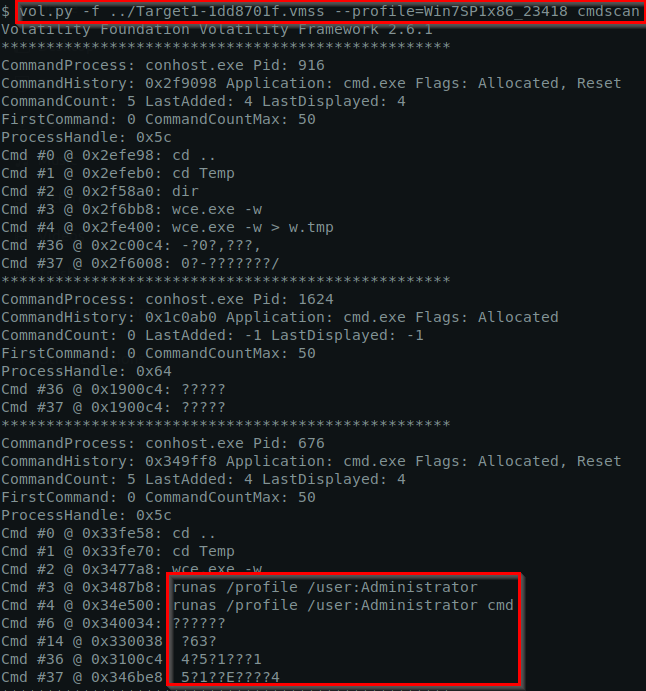 $ vol.py -f ../Target1-1dd8701f.vmss --profile=Win7SP1x86_23418 cmdscan
Volatility Foundation Volatility Framework 2.6.1
**************************************************
CommandProcess: conhost.exe Pid: 916
CommandHistory: 0x2f9098 Application: cmd.exe Flags: Allocated, Reset
CommandCount: 5 LastAdded: 4 LastDisplayed: 4
FirstCommand: 0 CommandCountMax: 50
ProcessHandle: 0x5c
Cmd #0 @ 0x2efe98: cd ..
Cmd #1 @ 0x2efeb0: cd Temp
Cmd #2 @ 0x2f58a0: dir
Cmd #3 @ 0x2f6bb8: wce.exe -w
Cmd #4 @ 0x2fe400: wce.exe -w > w.tmp
Cmd #36 @ 0x2c00c4: -?0?,???,
Cmd #37 @ 0x2f6008: 0?-???????/
**************************************************
CommandProcess: conhost.exe Pid: 1624
CommandHistory: 0x1c0ab0 Application: cmd.exe Flags: Allocated
CommandCount: 0 LastAdded: -1 LastDisplayed: -1
FirstCommand: 0 CommandCountMax: 50
ProcessHandle: 0x64
Cmd #36 @ 0x1900c4: ?????
Cmd #37 @ 0x1900c4: ?????
**************************************************
CommandProcess: conhost.exe Pid: 676
CommandHistory: 0x349ff8 Application: cmd.exe Flags: Allocated, Reset
CommandCount: 5 LastAdded: 4 LastDisplayed: 4
FirstCommand: 0 CommandCountMax: 50
ProcessHandle: 0x5c
Cmd #0 @ 0x33fe58: cd ..
Cmd #1 @ 0x33fe70: cd Temp
Cmd #2 @ 0x3477a8: wce.exe -w
Cmd #3 @ 0x3487b8: runas /profile /user:Administrator
Cmd #4 @ 0x34e500: runas /profile /user:Administrator cmd
Cmd #6 @ 0x340034: ??????
Cmd #14 @ 0x330038 ?63?
Cmd #36 @ 0x3100c4 4?5?1???1
Cmd #37 @ 0x346be8 5?1??E????4